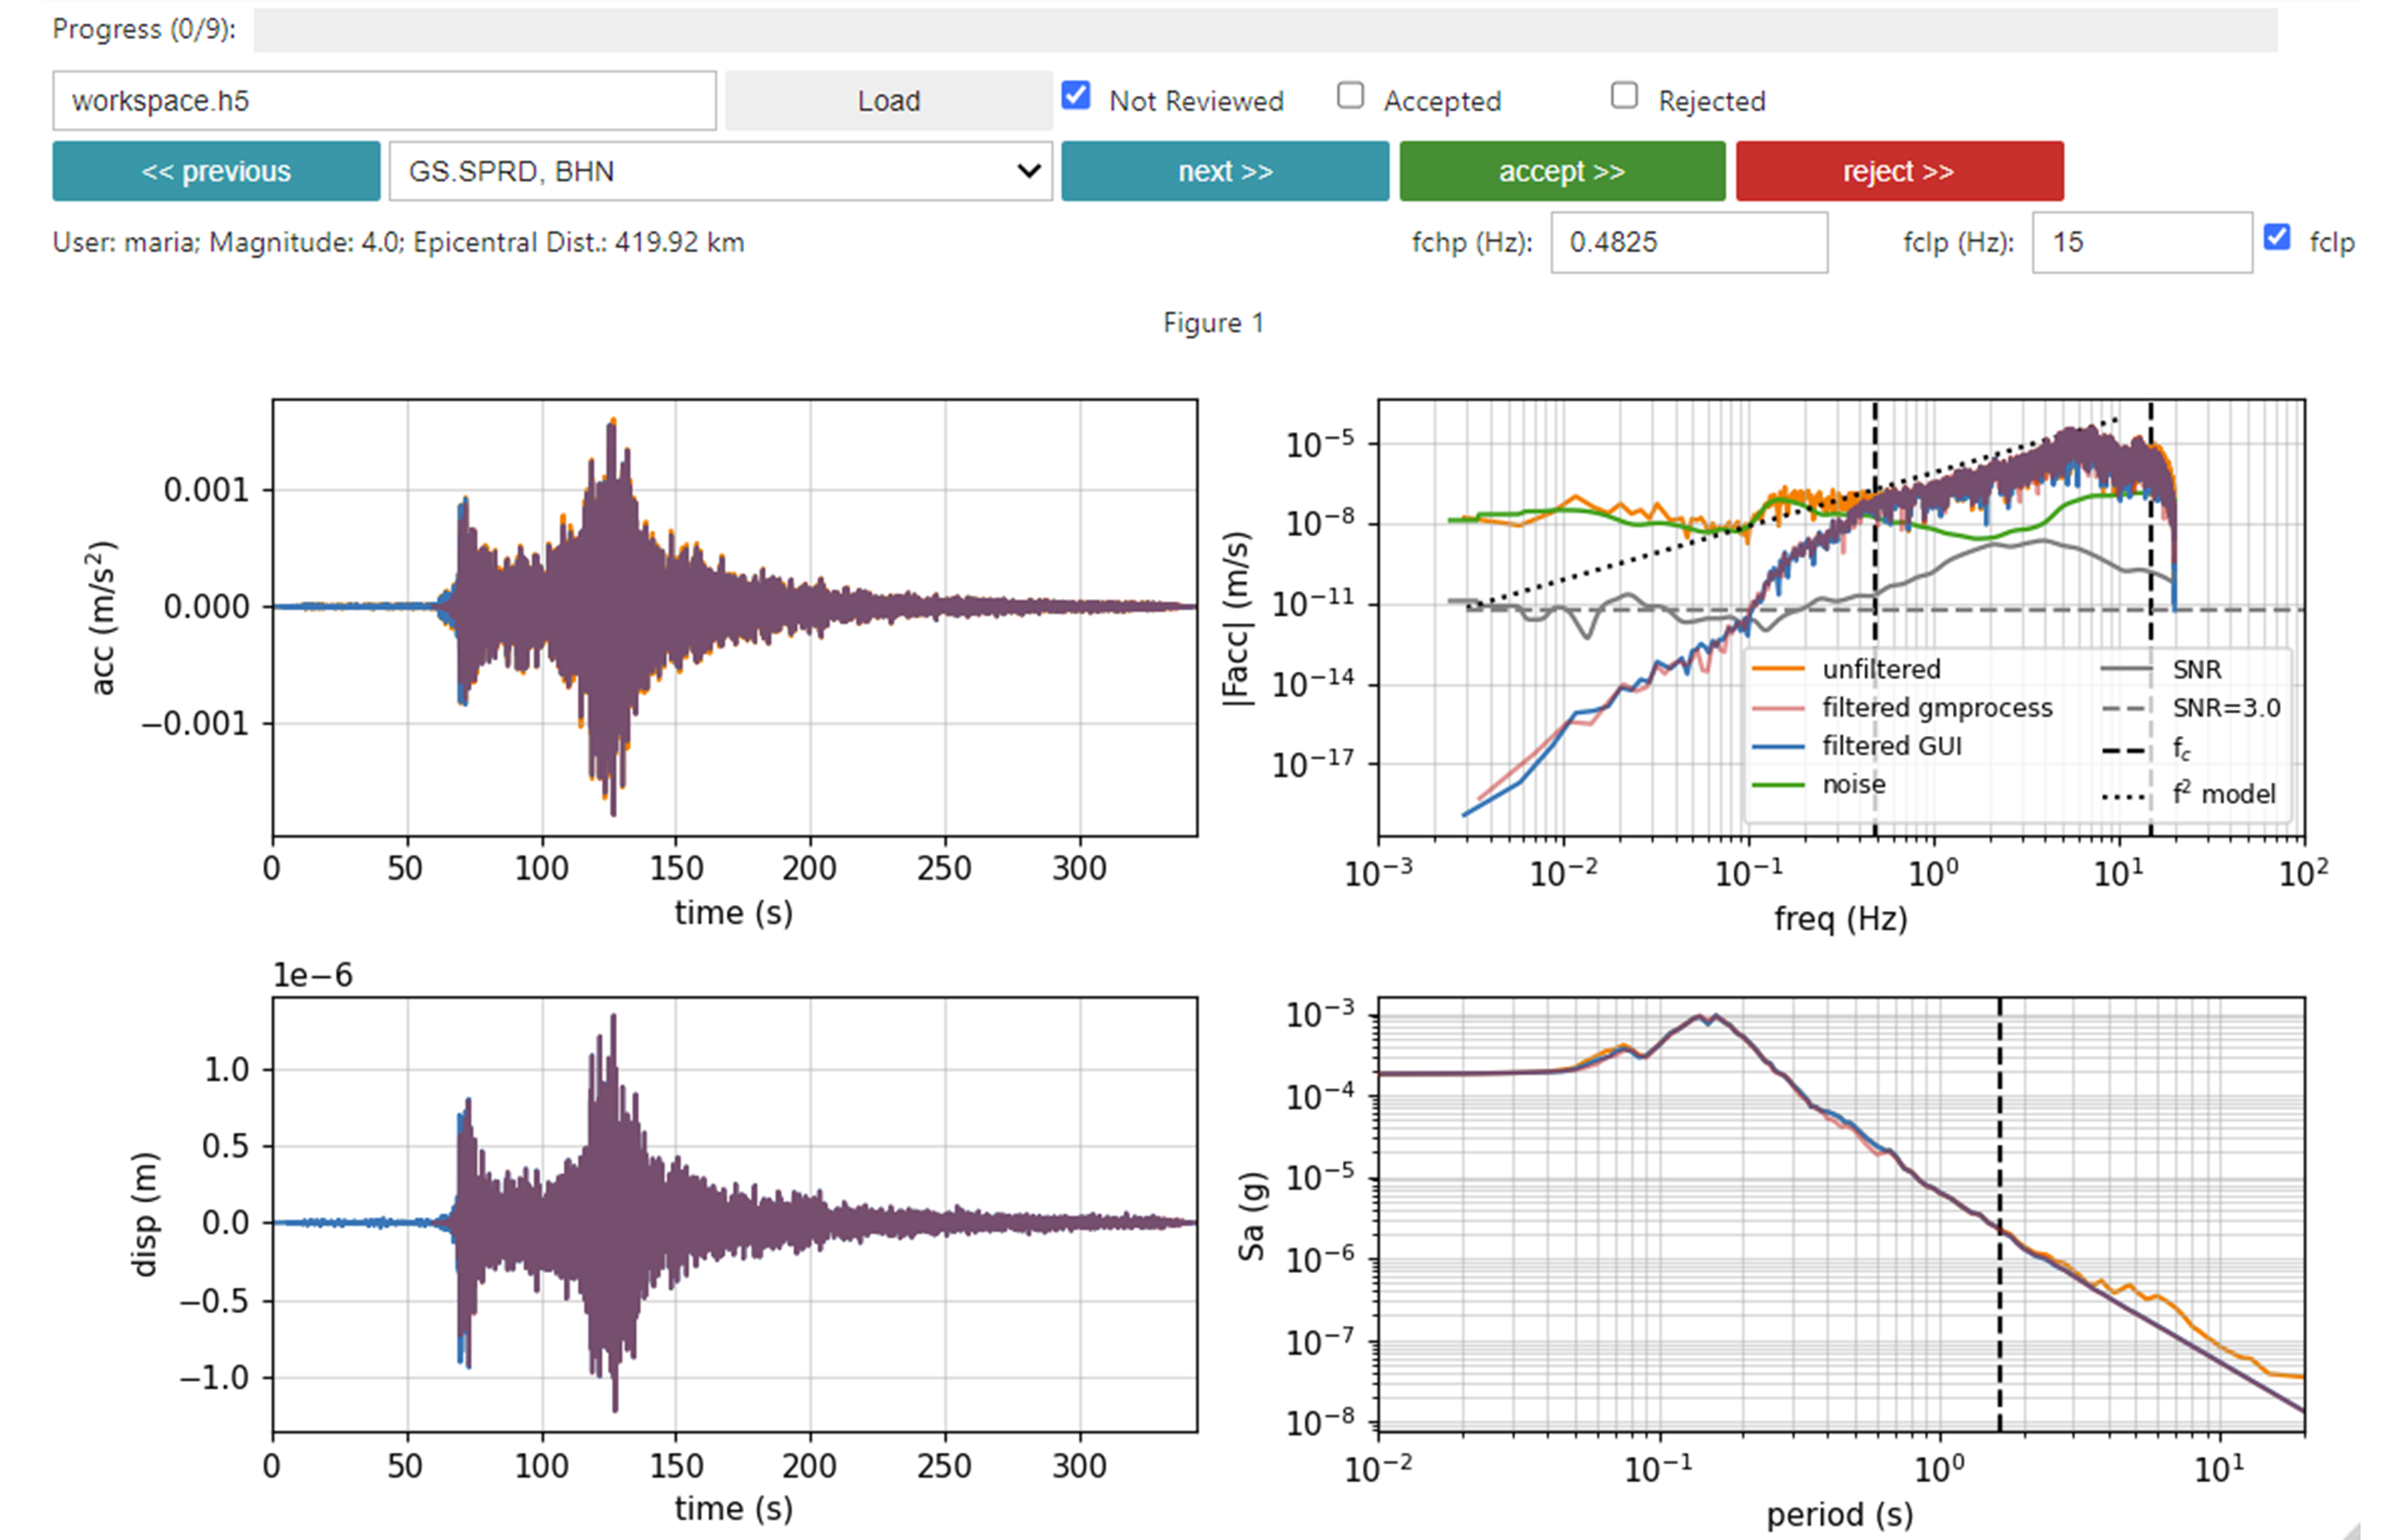 Progress (0/9):
workspace.h5 Load Not Reviewed Accepted Rejected
<< previous GS.SPRD, BHN next >> accept >> reject >>
User: maria; Magnitude: 4.0; Epicentral Dist.: 419.92 km fchp (Hz): 0.4825 fclp (Hz): 15 fclp
Figure 1
acc (m/s²)
0.001
0.000
−0.001
0 50 100 150 200 250 300
time (s)
|Facc| (m/s)
10⁻⁵
10⁻⁸
10⁻¹¹
10⁻¹⁴
10⁻¹⁷
unfiltered
filtered gmprocess
filtered GUI
noise
SNR
SNR=3.0
f_c
f² model
10⁻³ 10⁻² 10⁻¹ 10⁰ 10¹ 10²
freq (Hz)
1e−6
disp (m)
1.0
0.5
0.0
−0.5
−1.0
0 50 100 150 200 250 300
time (s)
Sa (g)
10⁻³
10⁻⁴
10⁻⁵
10⁻⁶
10⁻⁷
10⁻⁸
10⁻² 10⁻¹ 10⁰ 10¹
period (s)